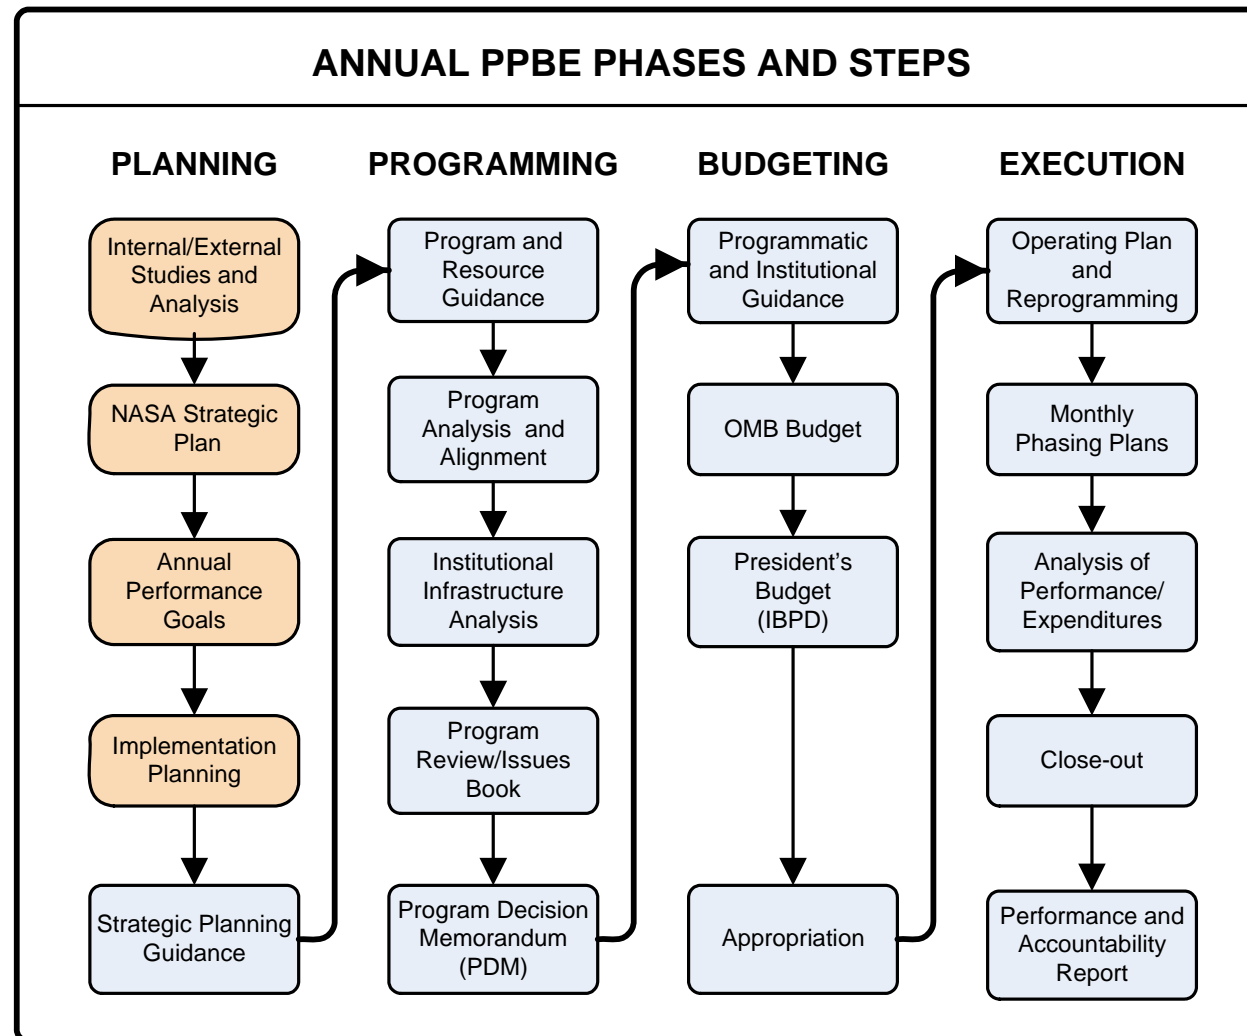 ANNUAL PPBE PHASES AND STEPS
PLANNING
Internal/External
Studies and
Analysis
NASA Strategic
Plan
Annual
Performance
Goals
Implementation
Planning
Strategic Planning
Guidance
PROGRAMMING
Program and
Resource
Guidance
Program
Analysis and
Alignment
Institutional
Infrastructure
Analysis
Program
Review/Issues
Book
Program Decision
Memorandum
(PDM)
BUDGETING
Programmatic
and Institutional
Guidance
OMB Budget
President's
Budget
(IBPD)
Appropriation
EXECUTION
Operating Plan
and
Reprogramming
Monthly
Phasing Plans
Analysis of
Performance/
Expenditures
Close-out
Performance and
Accountability
Report